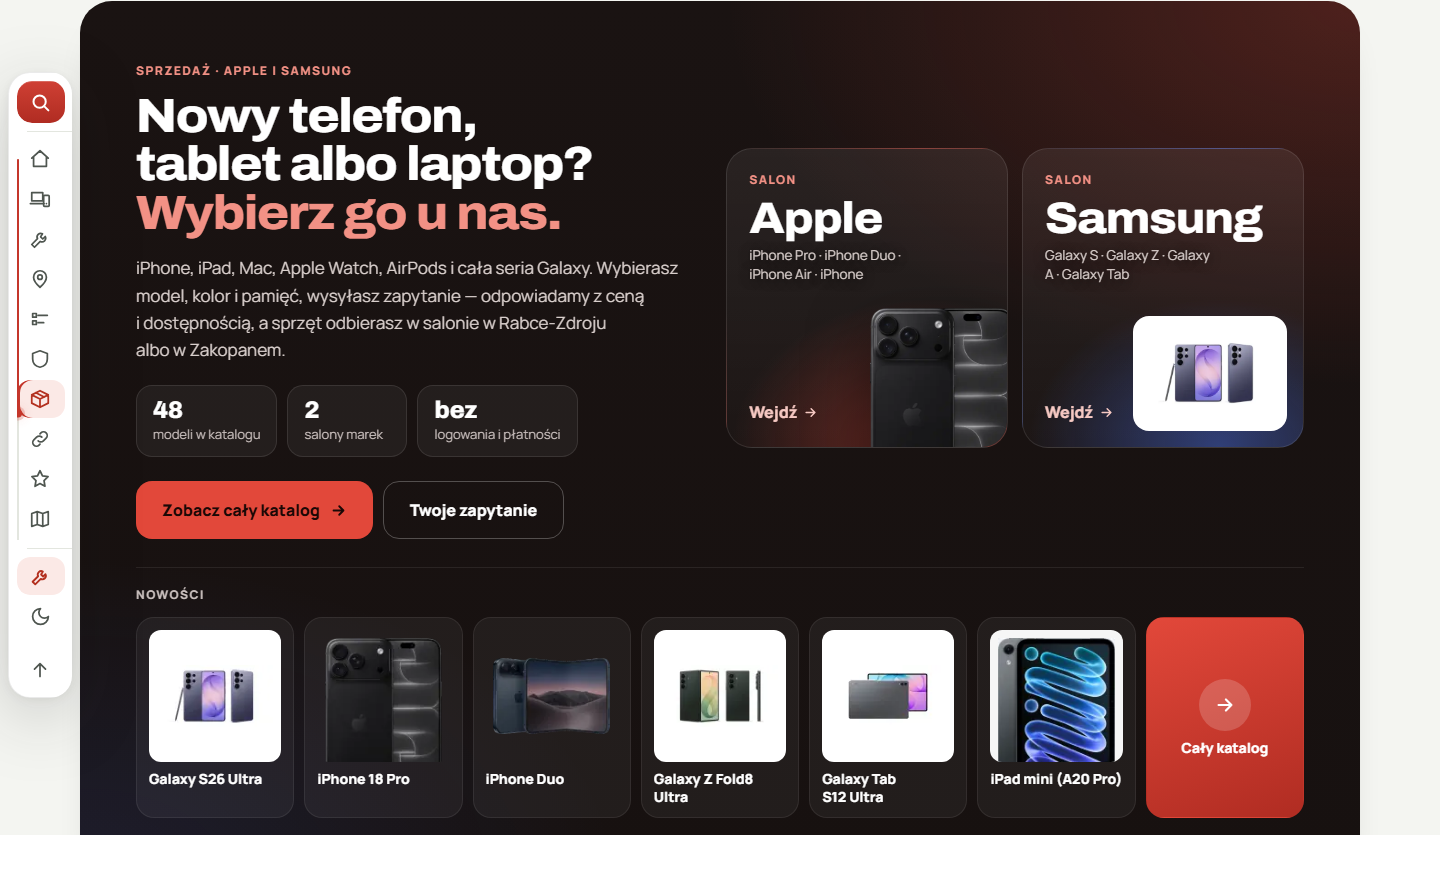 SPRZEDAŻ · APPLE I SAMSUNG
Nowy telefon,
tablet albo laptop?
Wybierz go u nas.
iPhone, iPad, Mac, Apple Watch, AirPods i cała seria Galaxy. Wybierasz
model, kolor i pamięć, wysyłasz zapytanie — odpowiadamy z ceną
i dostępnością, a sprzęt odbierasz w salonie w Rabce-Zdroju
albo w Zakopanem.
48
modeli w katalogu
2
salony marek
bez
logowania i płatności
Zobacz cały katalog →
Twoje zapytanie
SALON
Apple
iPhone Pro · iPhone Duo ·
iPhone Air · iPhone
Wejdź →
SALON
Samsung
Galaxy S · Galaxy Z · Galaxy
A · Galaxy Tab
Wejdź →
NOWOŚCI
Galaxy S26 Ultra
iPhone 18 Pro
iPhone Duo
Galaxy Z Fold8
Ultra
Galaxy Tab
S12 Ultra
iPad mini (A20 Pro)
Cały katalog